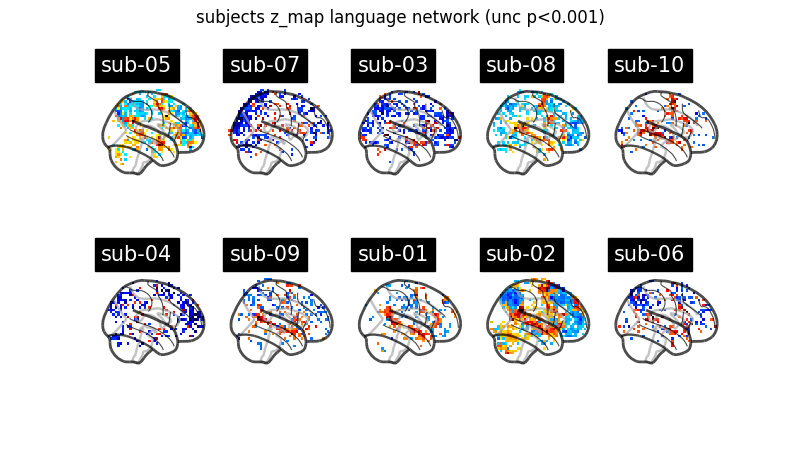 subjects z_map language network (unc p<0.001)
sub-05 sub-07 sub-03 sub-08 sub-10
sub-04 sub-09 sub-01 sub-02 sub-06